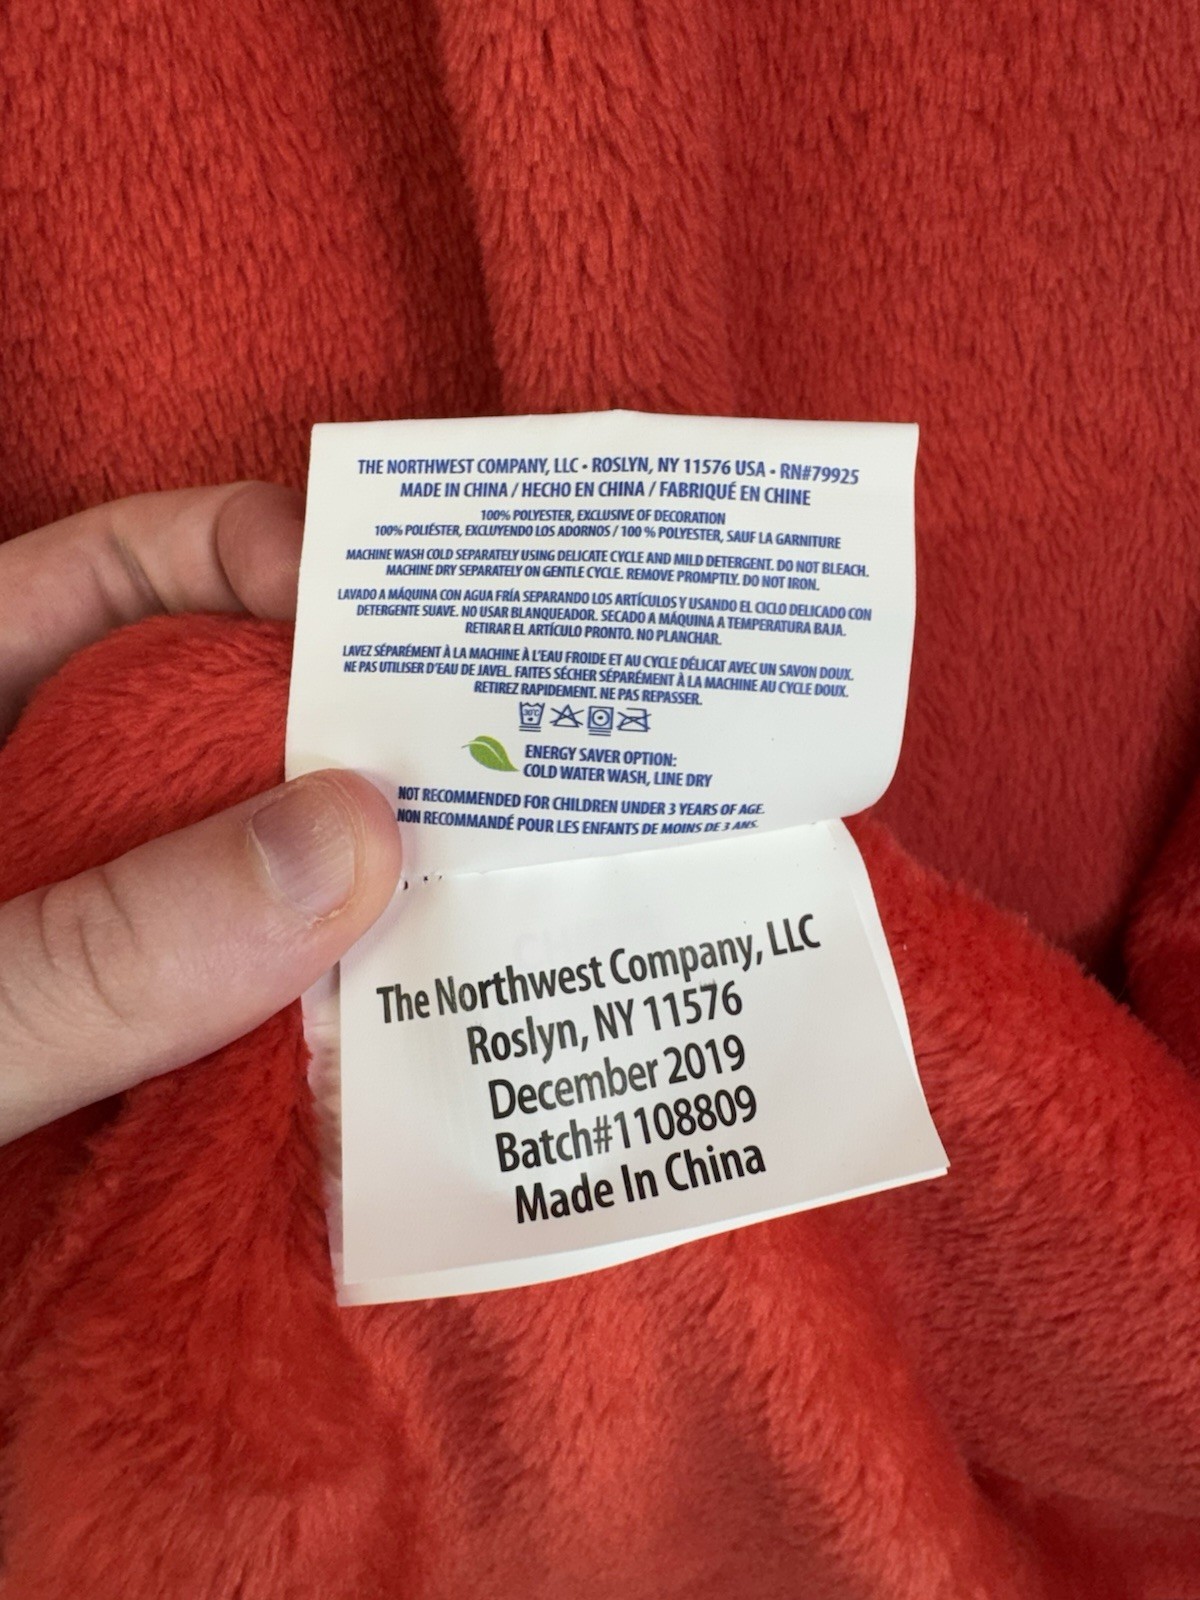 THE NORTHWEST COMPANY, LLC • ROSLYN, NY 11576 USA • RN#79925
MADE IN CHINA / HECHO EN CHINA / FABRIQUÉ EN CHINE
100% POLYESTER, EXCLUSIVE OF DECORATION
100% POLIÉSTER, EXCLUYENDO LOS ADORNOS / 100 % POLYESTER, SAUF LA GARNITURE
MACHINE WASH COLD SEPARATELY USING DELICATE CYCLE AND MILD DETERGENT. DO NOT BLEACH.
MACHINE DRY SEPARATELY ON GENTLE CYCLE. REMOVE PROMPTLY. DO NOT IRON.
LAVADO A MÁQUINA CON AGUA FRÍA SEPARANDO LOS ARTÍCULOS Y USANDO EL CICLO DELICADO CON
DETERGENTE SUAVE. NO USAR BLANQUEADOR. SECADO A MÁQUINA A TEMPERATURA BAJA.
RETIRAR EL ARTÍCULO PRONTO. NO PLANCHAR.
LAVEZ SÉPARÉMENT À LA MACHINE À L'EAU FROIDE ET AU CYCLE DÉLICAT AVEC UN SAVON DOUX.
NE PAS UTILISER D'EAU DE JAVEL. FAITES SÉCHER SÉPARÉMENT À LA MACHINE AU CYCLE DOUX.
RETIREZ RAPIDEMENT. NE PAS REPASSER.
30°C
ENERGY SAVER OPTION:
COLD WATER WASH, LINE DRY
NOT RECOMMENDED FOR CHILDREN UNDER 3 YEARS OF AGE.
NON RECOMMANDÉ POUR LES ENFANTS DE MOINS DE 3 ANS.
The Northwest Company, LLC
Roslyn, NY 11576
December 2019
Batch#1108809
Made In China